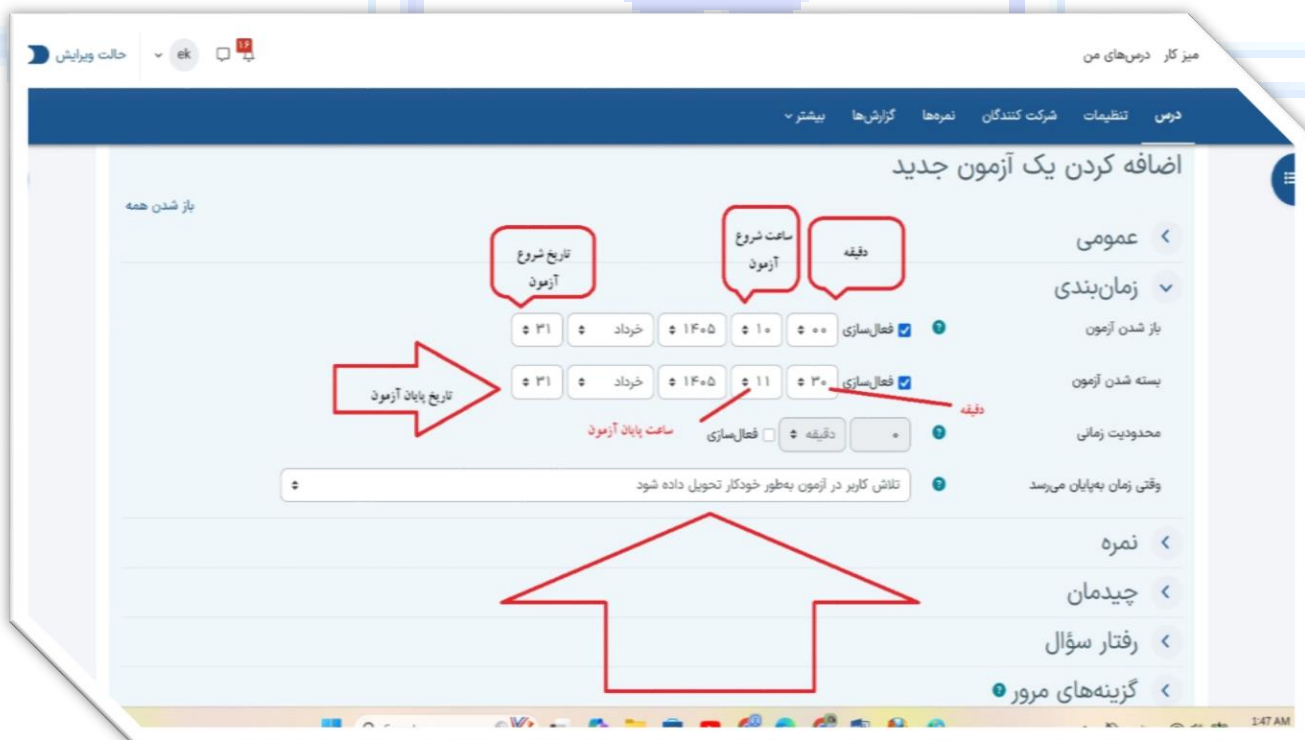 میز کار درس‌های من
۱۶ ek حالت ویرایش
درس تنظیمات شرکت کنندگان نمره‌ها گزارش‌ها بیشتر
اضافه کردن یک آزمون جدید
باز شدن همه
عمومی
دقیقه
ساعت شروع
آزمون
تاریخ شروع
آزمون
زمان‌بندی
باز شدن آزمون
۳۱ خرداد ۱۴۰۵ ۱۰ ۰۰ فعال‌سازی
بسته شدن آزمون
۳۱ خرداد ۱۴۰۵ ۱۱ ۳۰ فعال‌سازی
تاریخ پایان آزمون
دقیقه
ساعت پایان آزمون
محدودیت زمانی
۰ دقیقه فعال‌سازی
وقتی زمان به‌پایان می‌رسد
تلاش کاربر در آزمون به‌طور خودکار تحویل داده شود
نمره
چیدمان
رفتار سؤال
گزینه‌های مرور
1:47 AM